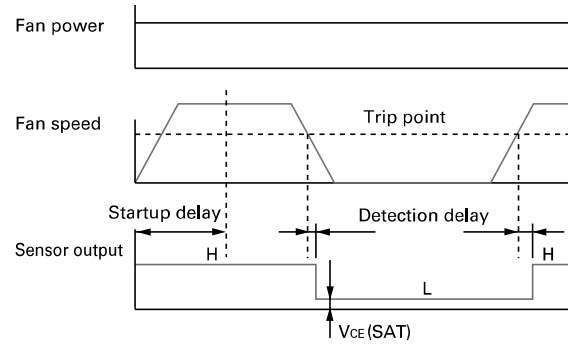 Fan power
Fan speed
Trip point
Startup delay
Detection delay
Sensor output
H
H
L
VCE(SAT)